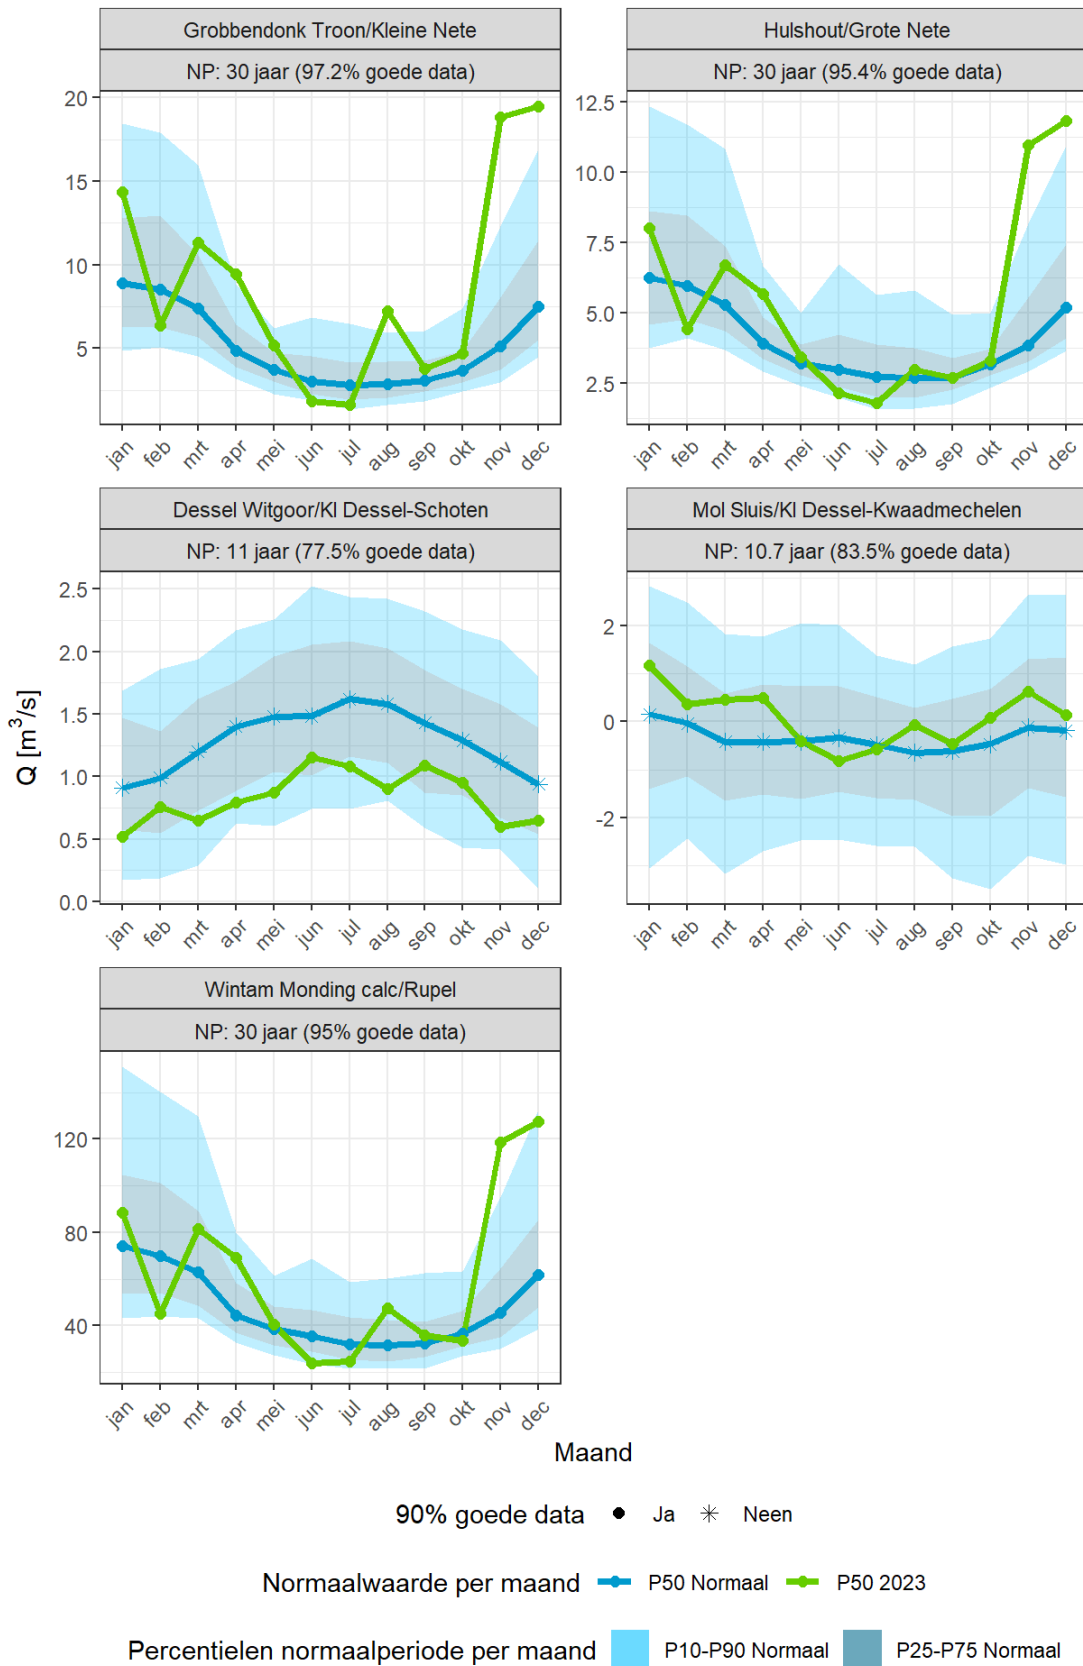 Grobbendonk Troon/Kleine Nete
NP: 30 jaar (97.2% goede data)
20
15
10
5
jan feb mrt apr mei jun jul aug sep okt nov dec
Hulshout/Grote Nete
NP: 30 jaar (95.4% goede data)
12.5
10.0
7.5
5.0
2.5
jan feb mrt apr mei jun jul aug sep okt nov dec
Dessel Witgoor/Kl Dessel-Schoten
NP: 11 jaar (77.5% goede data)
2.5
2.0
1.5
1.0
0.5
0.0
jan feb mrt apr mei jun jul aug sep okt nov dec
Mol Sluis/Kl Dessel-Kwaadmechelen
NP: 10.7 jaar (83.5% goede data)
2
0
-2
jan feb mrt apr mei jun jul aug sep okt nov dec
Q [m³/s]
Wintam Monding calc/Rupel
NP: 30 jaar (95% goede data)
120
80
40
jan feb mrt apr mei jun jul aug sep okt nov dec
Maand
90% goede data Ja Neen
Normaalwaarde per maand P50 Normaal P50 2023
Percentielen normaalperiode per maand P10-P90 Normaal P25-P75 Normaal